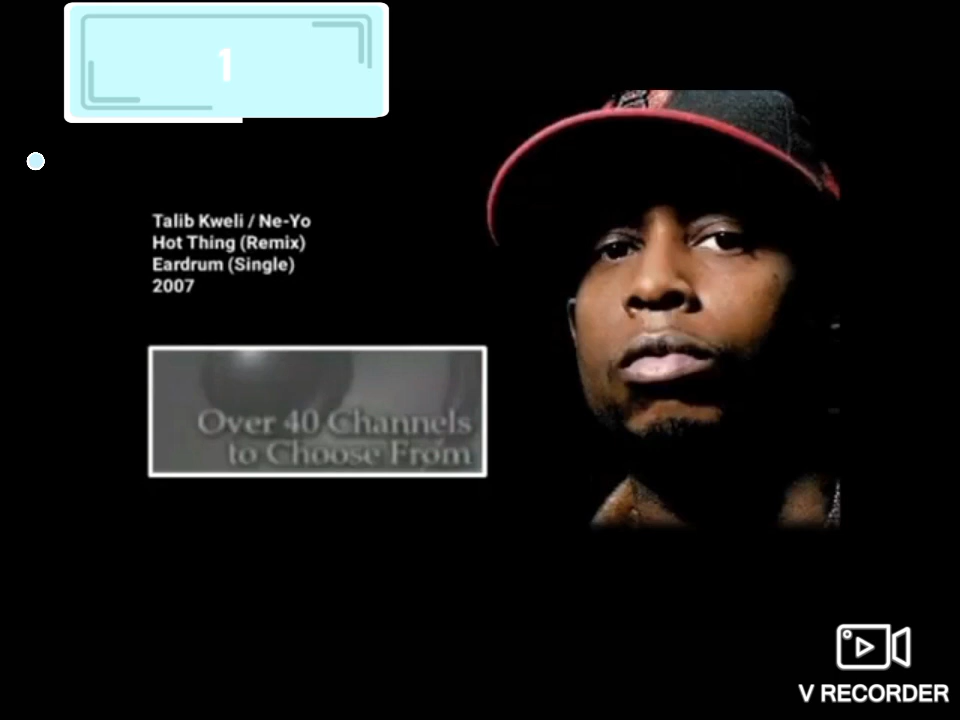 1
Talib Kweli / Ne-Yo
Hot Thing (Remix)
Eardrum (Single)
2007
Over 40 Channels
to Choose From
V RECORDER